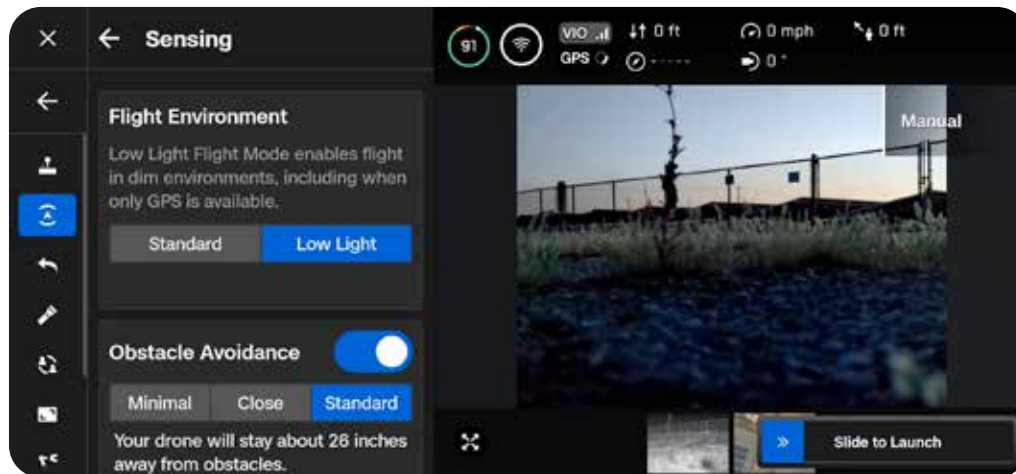 Sensing
Flight Environment
Low Light Flight Mode enables flight
in dim environments, including when
only GPS is available.
Standard Low Light
Obstacle Avoidance
Minimal Close Standard
Your drone will stay about 26 inches
away from obstacles.
91 VIO 0 ft 0 mph 0 ft
GPS ----- 0°
Manual
Slide to Launch